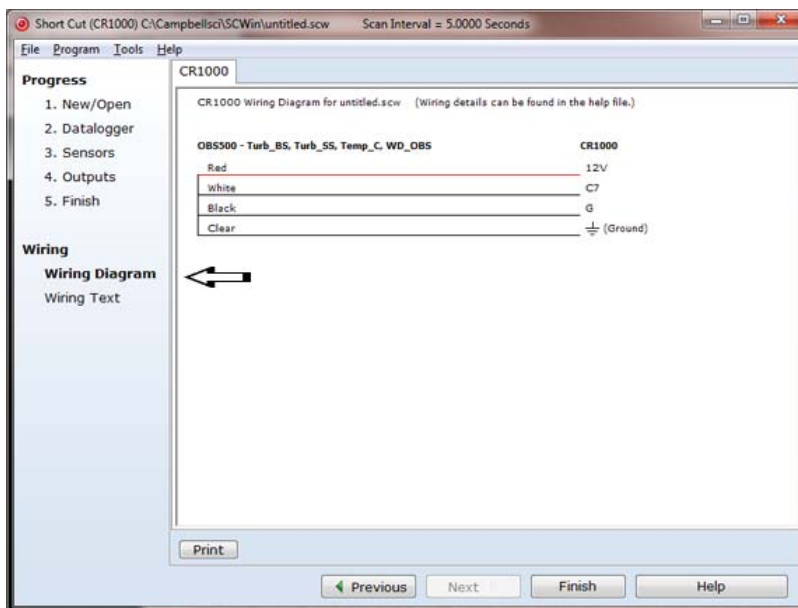 Short Cut (CR1000) C:\Campbellsci\SCWin\untitled.scw Scan Interval = 5.0000 Seconds
File Program Tools Help
Progress
1. New/Open
2. Datalogger
3. Sensors
4. Outputs
5. Finish
Wiring
Wiring Diagram
Wiring Text
CR1000
CR1000 Wiring Diagram for untitled.scw (Wiring details can be found in the help file.)
OBS500 - Turb_BS, Turb_SS, Temp_C, WD_OBS CR1000
Red 12V
White C7
Black G
Clear (Ground)
Print
Previous Next Finish Help